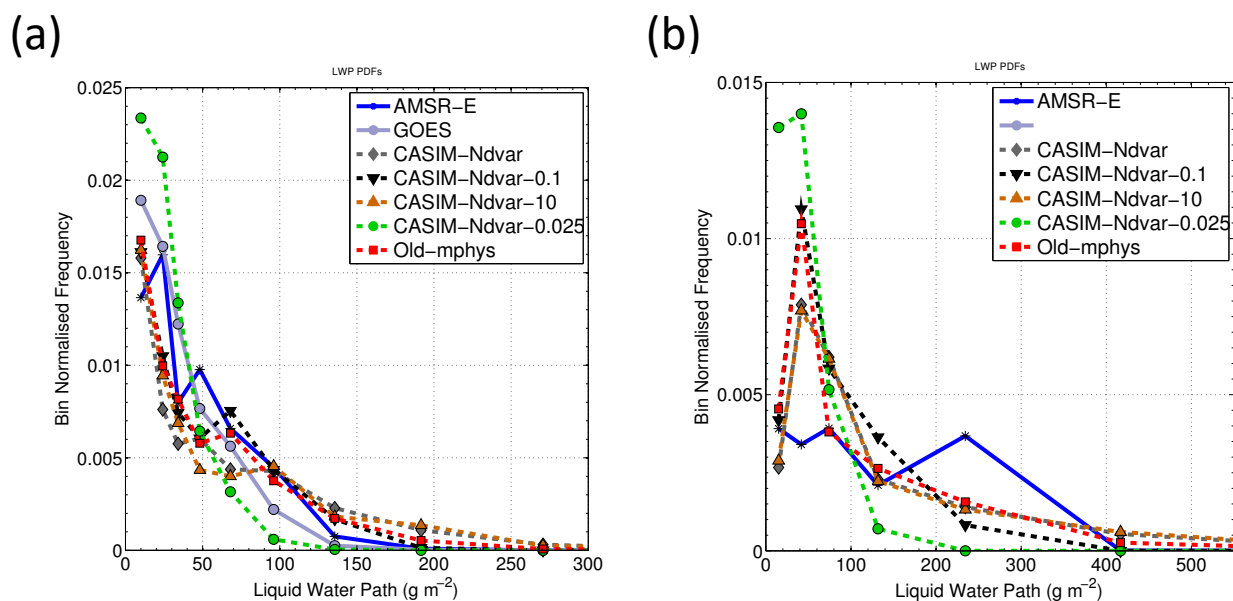 (a)
LWP PDFs
0.025
0.02
0.015
0.01
0.005
0
Bin Normalised Frequency
0
50
100
150
200
250
300
Liquid Water Path (g m⁻²)
AMSR−E
GOES
CASIM−Ndvar
CASIM−Ndvar−0.1
CASIM−Ndvar−10
CASIM−Ndvar−0.025
Old−mphys
(b)
LWP PDFs
0.015
0.01
0.005
0
Bin Normalised Frequency
0
100
200
300
400
500
Liquid Water Path (g m⁻²)
AMSR−E
CASIM−Ndvar
CASIM−Ndvar−0.1
CASIM−Ndvar−10
CASIM−Ndvar−0.025
Old−mphys